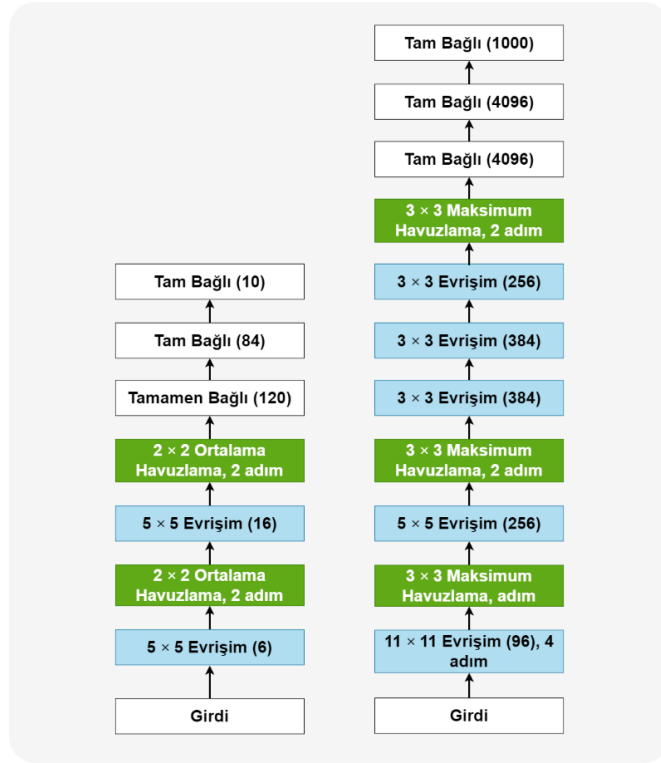 Tam Bağlı (10)
Tam Bağlı (84)
Tamamen Bağlı (120)
2 × 2 Ortalama
Havuzlama, 2 adım
5 × 5 Evrişim (16)
2 × 2 Ortalama
Havuzlama, 2 adım
5 × 5 Evrişim (6)
Girdi
Tam Bağlı (1000)
Tam Bağlı (4096)
Tam Bağlı (4096)
3 × 3 Maksimum
Havuzlama, 2 adım
3 × 3 Evrişim (256)
3 × 3 Evrişim (384)
3 × 3 Evrişim (384)
3 × 3 Maksimum
Havuzlama, 2 adım
5 × 5 Evrişim (256)
3 × 3 Maksimum
Havuzlama, adım
11 × 11 Evrişim (96), 4
adım
Girdi